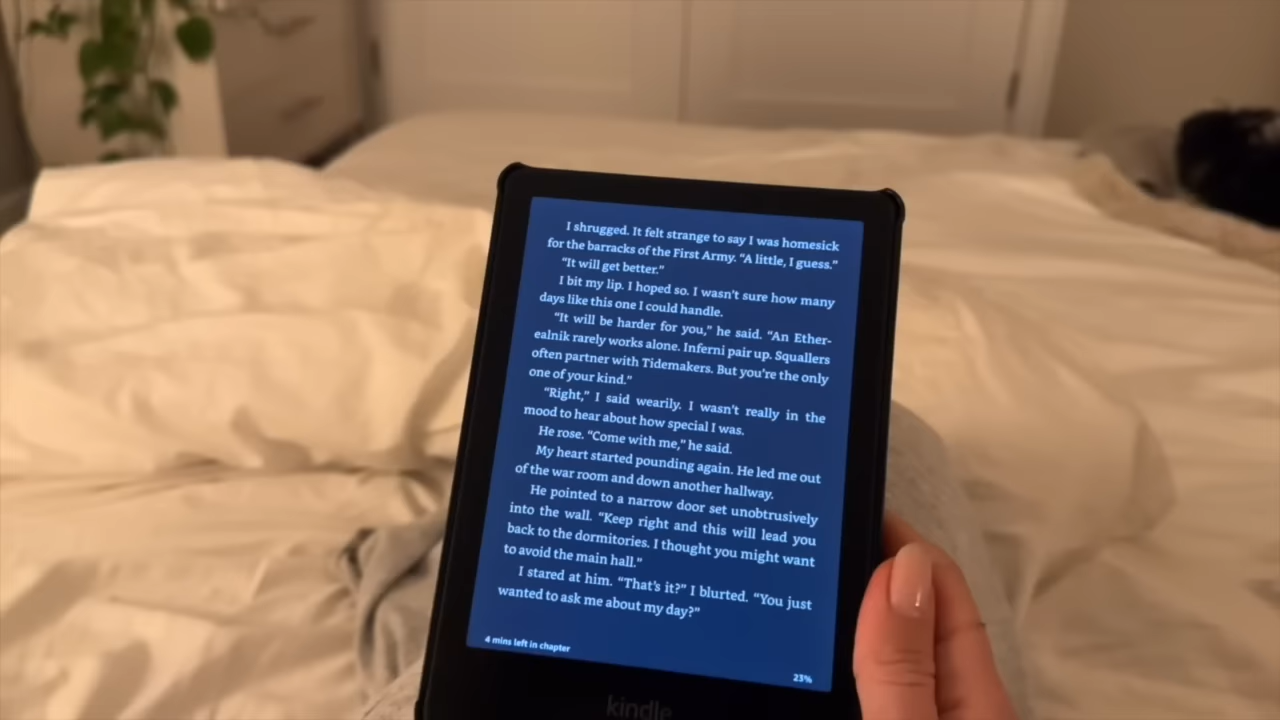 I shrugged. It felt strange to say I was homesick
for the barracks of the First Army. “A little, I guess.”
“It will get better.”
I bit my lip. I hoped so. I wasn’t sure how many
days like this one I could handle.
“It will be harder for you,” he said. “An Ether-
ealnik rarely works alone. Inferni pair up. Squallers
often partner with Tidemakers. But you’re the only
one of your kind.”
“Right,” I said wearily. I wasn’t really in the
mood to hear about how special I was.
He rose. “Come with me,” he said.
My heart started pounding again. He led me out
of the war room and down another hallway.
He pointed to a narrow door set unobtrusively
into the wall. “Keep right and this will lead you
back to the dormitories. I thought you might want
to avoid the main hall.”
I stared at him. “That’s it?” I blurted. “You just
wanted to ask me about my day?”
4 mins left in chapter
23%
kindle